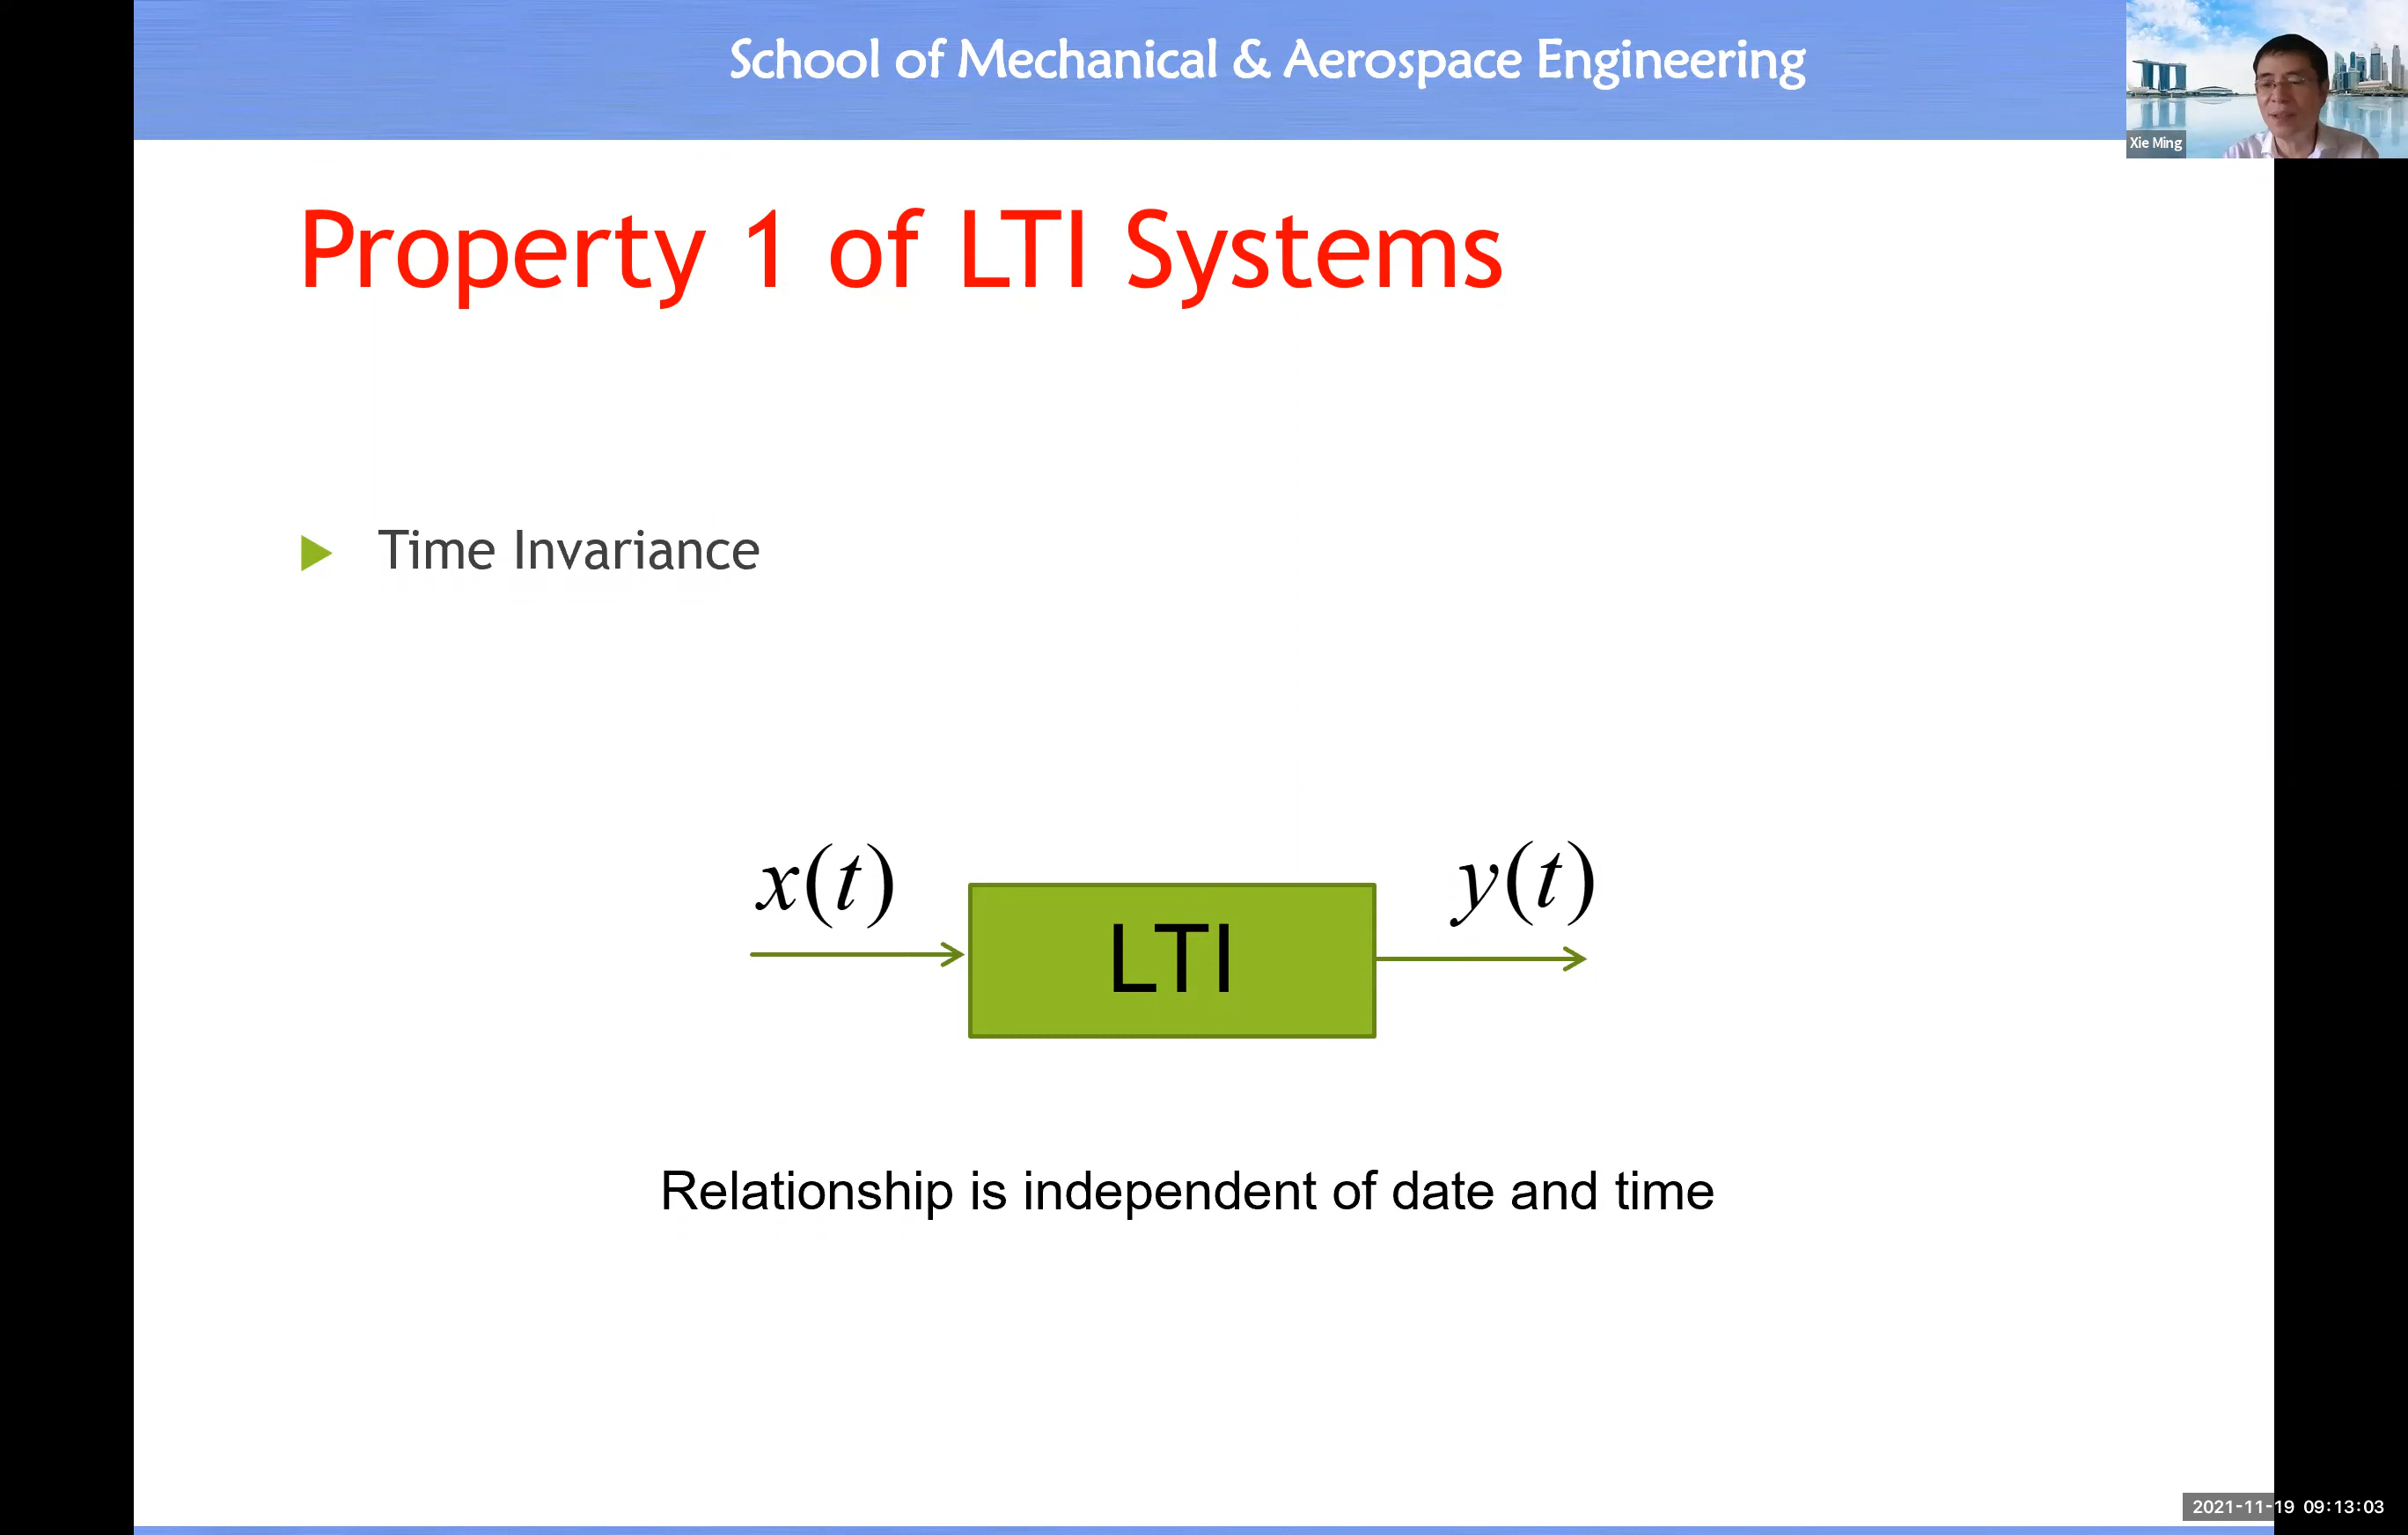 School of Mechanical & Aerospace Engineering
Xie Ming
Property 1 of LTI Systems
Time Invariance
x(t)
y(t)
LTI
Relationship is independent of date and time
2021-11-19 09:13:03